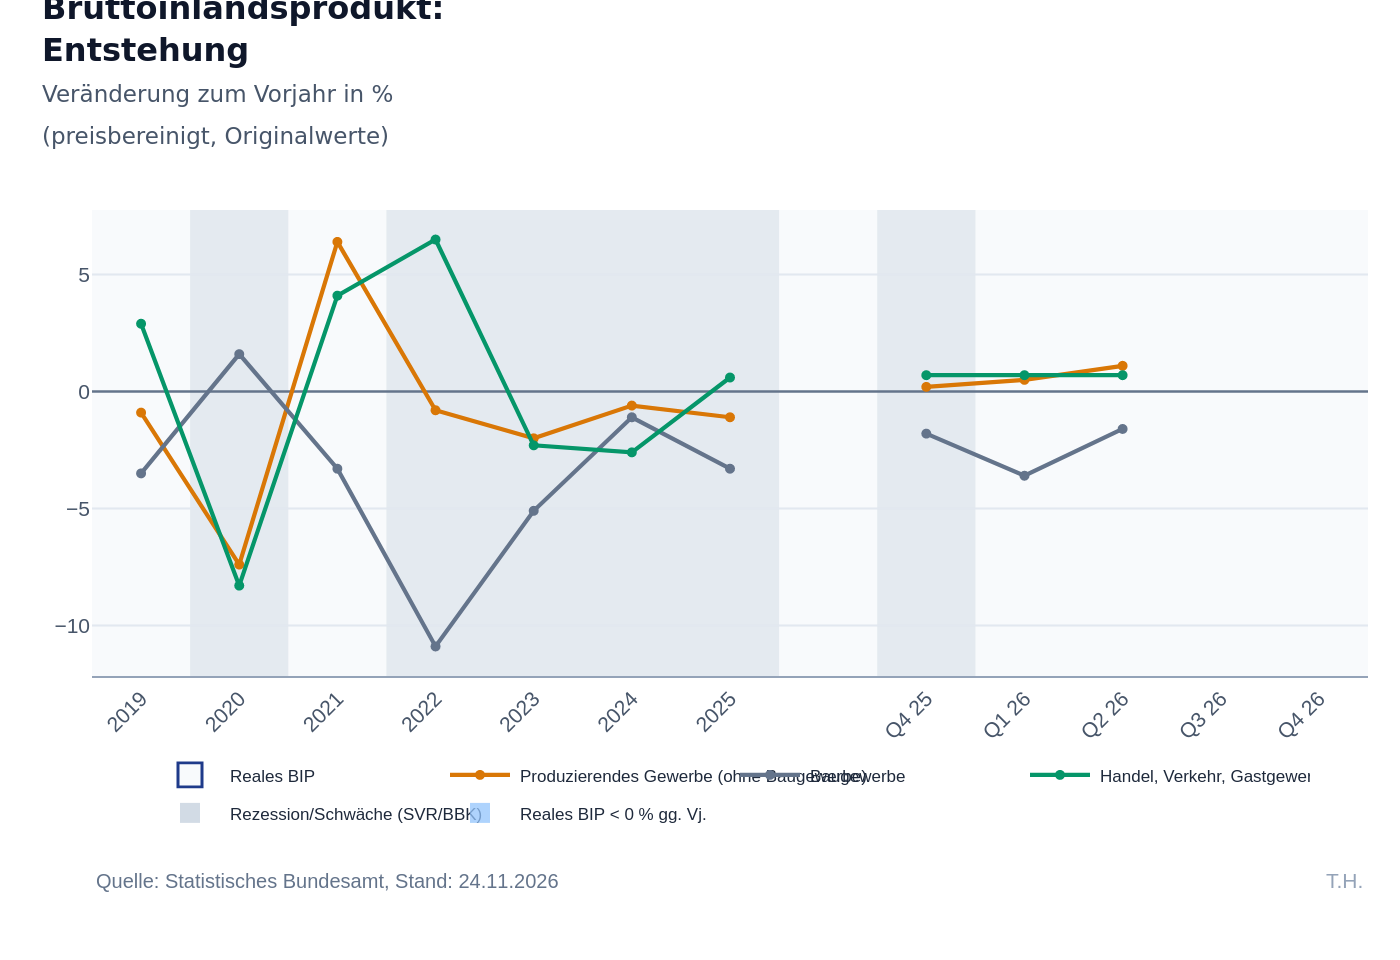 Bruttoinlandsprodukt:
Entstehung
Veränderung zum Vorjahr in %
(preisbereinigt, Originalwerte)
5
0
−5
−10
2019 2020 2021 2022 2023 2024 2025 Q4 25 Q1 26 Q2 26 Q3 26 Q4 26
Reales BIP Produzierendes Gewerbe (ohne Baugewerbe) Baugewerbe Handel, Verkehr, Gastgewer
Rezession/Schwäche (SVR/BBK) Reales BIP < 0 % gg. Vj.
Quelle: Statistisches Bundesamt, Stand: 24.11.2026 T.H.